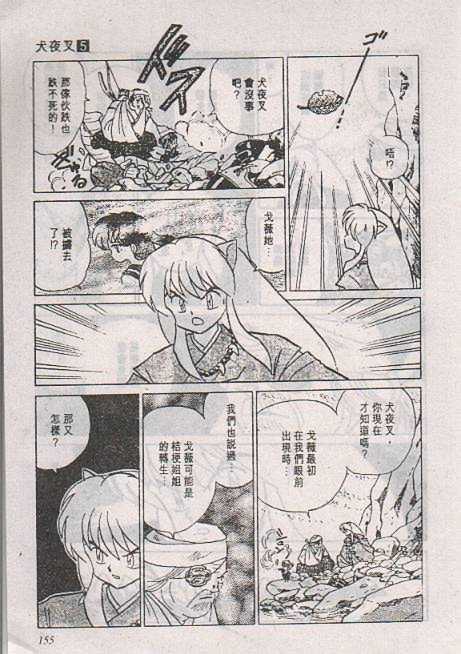 犬夜叉5
唔!?
犬夜叉
會沒事
吧?
那傢伙跌也
跌不死的!
戈薇她…
被擄去
了!?
犬夜叉,
你現在
才知道嗎?
戈薇最初
在我們眼前
出現時…
我們也說過…
戈薇可能是
桔梗姐姐
的轉生…
那又
怎樣?
155